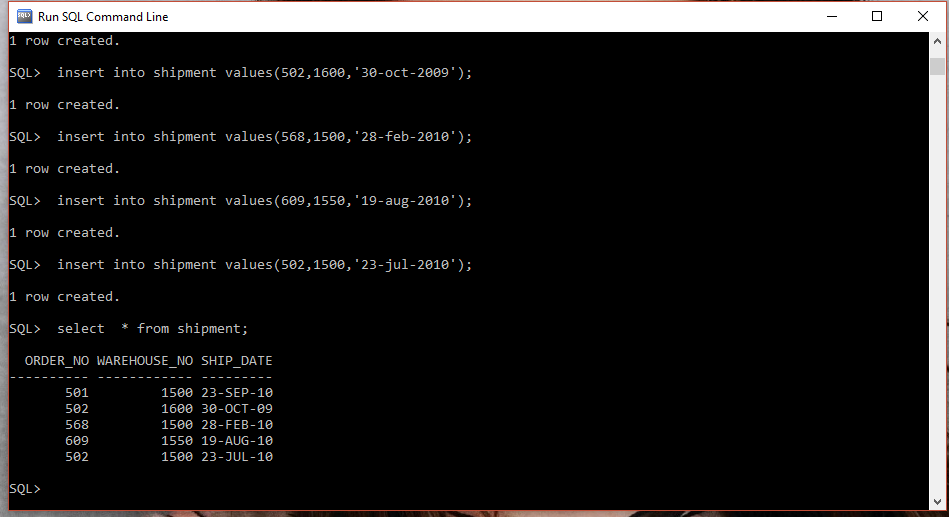 Run SQL Command Line
1 row created.
SQL>  insert into shipment values(502,1600,'30-oct-2009');
1 row created.
SQL>  insert into shipment values(568,1500,'28-feb-2010');
1 row created.
SQL>  insert into shipment values(609,1550,'19-aug-2010');
1 row created.
SQL>  insert into shipment values(502,1500,'23-jul-2010');
1 row created.
SQL>  select  * from shipment;
  ORDER_NO WAREHOUSE_NO SHIP_DATE
---------- ------------ ---------
       501         1500 23-SEP-10
       502         1600 30-OCT-09
       568         1500 28-FEB-10
       609         1550 19-AUG-10
       502         1500 23-JUL-10
SQL>